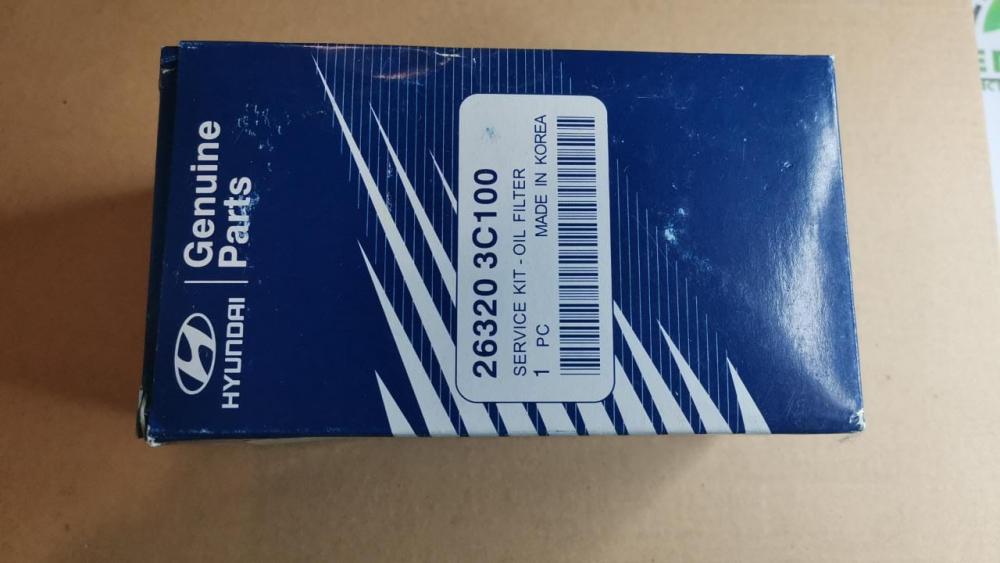 HYUNDAI
Genuine
Parts
26320 3C100
SERVICE KIT - OIL FILTER
1 PC MADE IN KOREA